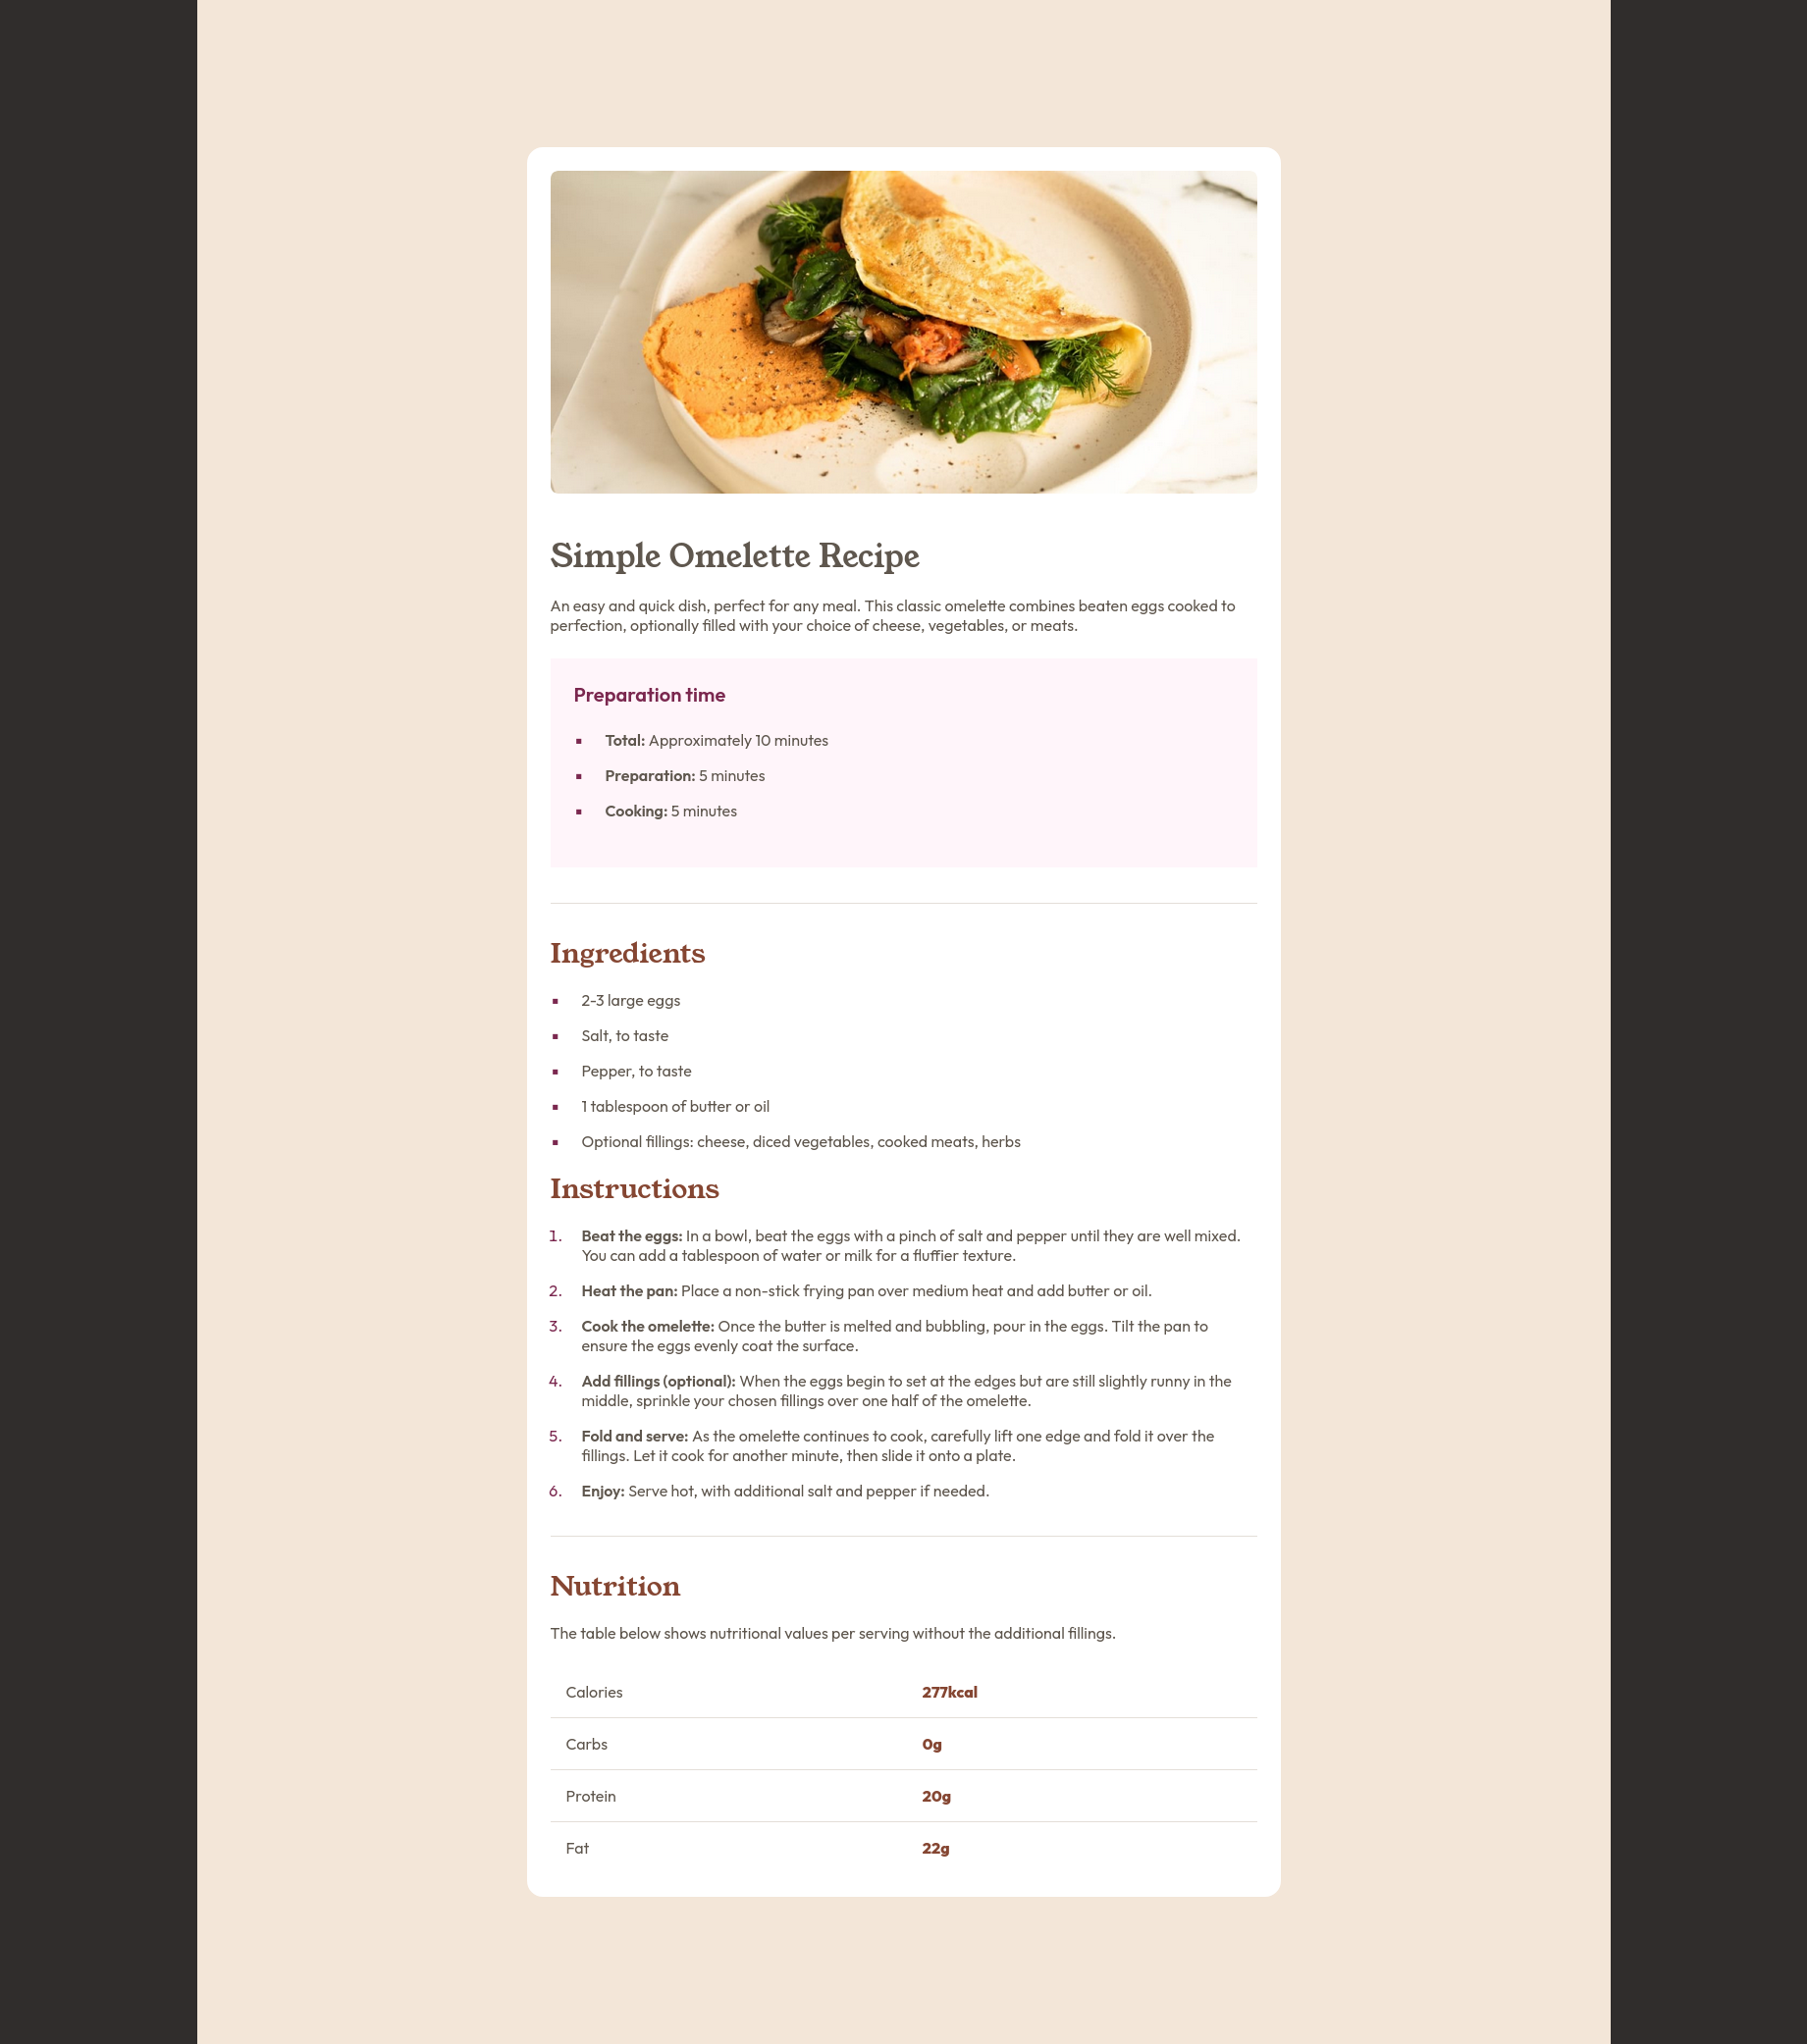 Simple Omelette Recipe
An easy and quick dish, perfect for any meal. This classic omelette combines beaten eggs cooked to
perfection, optionally filled with your choice of cheese, vegetables, or meats.
Preparation time
▪ Total: Approximately 10 minutes
▪ Preparation: 5 minutes
▪ Cooking: 5 minutes
Ingredients
▪ 2-3 large eggs
▪ Salt, to taste
▪ Pepper, to taste
▪ 1 tablespoon of butter or oil
▪ Optional fillings: cheese, diced vegetables, cooked meats, herbs
Instructions
1. Beat the eggs: In a bowl, beat the eggs with a pinch of salt and pepper until they are well mixed.
You can add a tablespoon of water or milk for a fluffier texture.
2. Heat the pan: Place a non-stick frying pan over medium heat and add butter or oil.
3. Cook the omelette: Once the butter is melted and bubbling, pour in the eggs. Tilt the pan to
ensure the eggs evenly coat the surface.
4. Add fillings (optional): When the eggs begin to set at the edges but are still slightly runny in the
middle, sprinkle your chosen fillings over one half of the omelette.
5. Fold and serve: As the omelette continues to cook, carefully lift one edge and fold it over the
fillings. Let it cook for another minute, then slide it onto a plate.
6. Enjoy: Serve hot, with additional salt and pepper if needed.
Nutrition
The table below shows nutritional values per serving without the additional fillings.
Calories 277kcal
Carbs 0g
Protein 20g
Fat 22g